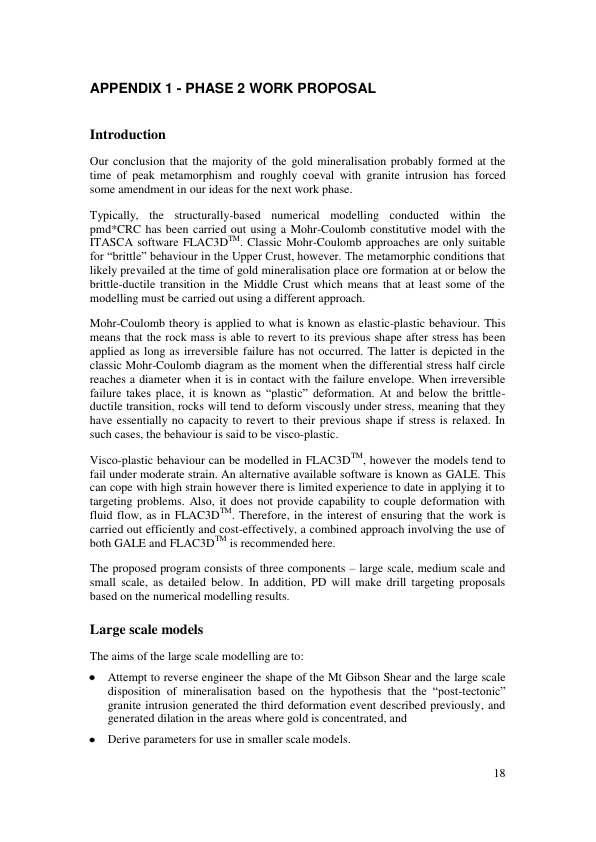 APPENDIX 1 - PHASE 2 WORK PROPOSAL
Introduction
Our conclusion that the majority of the gold mineralisation probably formed at the
time of peak metamorphism and roughly coeval with granite intrusion has forced
some amendment in our ideas for the next work phase.
Typically, the structurally-based numerical modelling conducted within the
pmd*CRC has been carried out using a Mohr-Coulomb constitutive model with the
ITASCA software FLAC3D™. Classic Mohr-Coulomb approaches are only suitable
for “brittle” behaviour in the Upper Crust, however. The metamorphic conditions that
likely prevailed at the time of gold mineralisation place ore formation at or below the
brittle-ductile transition in the Middle Crust which means that at least some of the
modelling must be carried out using a different approach.
Mohr-Coulomb theory is applied to what is known as elastic-plastic behaviour. This
means that the rock mass is able to revert to its previous shape after stress has been
applied as long as irreversible failure has not occurred. The latter is depicted in the
classic Mohr-Coulomb diagram as the moment when the differential stress half circle
reaches a diameter when it is in contact with the failure envelope. When irreversible
failure takes place, it is known as “plastic” deformation. At and below the brittle-
ductile transition, rocks will tend to deform viscously under stress, meaning that they
have essentially no capacity to revert to their previous shape if stress is relaxed. In
such cases, the behaviour is said to be visco-plastic.
Visco-plastic behaviour can be modelled in FLAC3D™, however the models tend to
fail under moderate strain. An alternative available software is known as GALE. This
can cope with high strain however there is limited experience to date in applying it to
targeting problems. Also, it does not provide capability to couple deformation with
fluid flow, as in FLAC3D™. Therefore, in the interest of ensuring that the work is
carried out efficiently and cost-effectively, a combined approach involving the use of
both GALE and FLAC3D™ is recommended here.
The proposed program consists of three components – large scale, medium scale and
small scale, as detailed below. In addition, PD will make drill targeting proposals
based on the numerical modelling results.
Large scale models
The aims of the large scale modelling are to:
● Attempt to reverse engineer the shape of the Mt Gibson Shear and the large scale
disposition of mineralisation based on the hypothesis that the “post-tectonic”
granite intrusion generated the third deformation event described previously, and
generated dilation in the areas where gold is concentrated, and
● Derive parameters for use in smaller scale models.
18